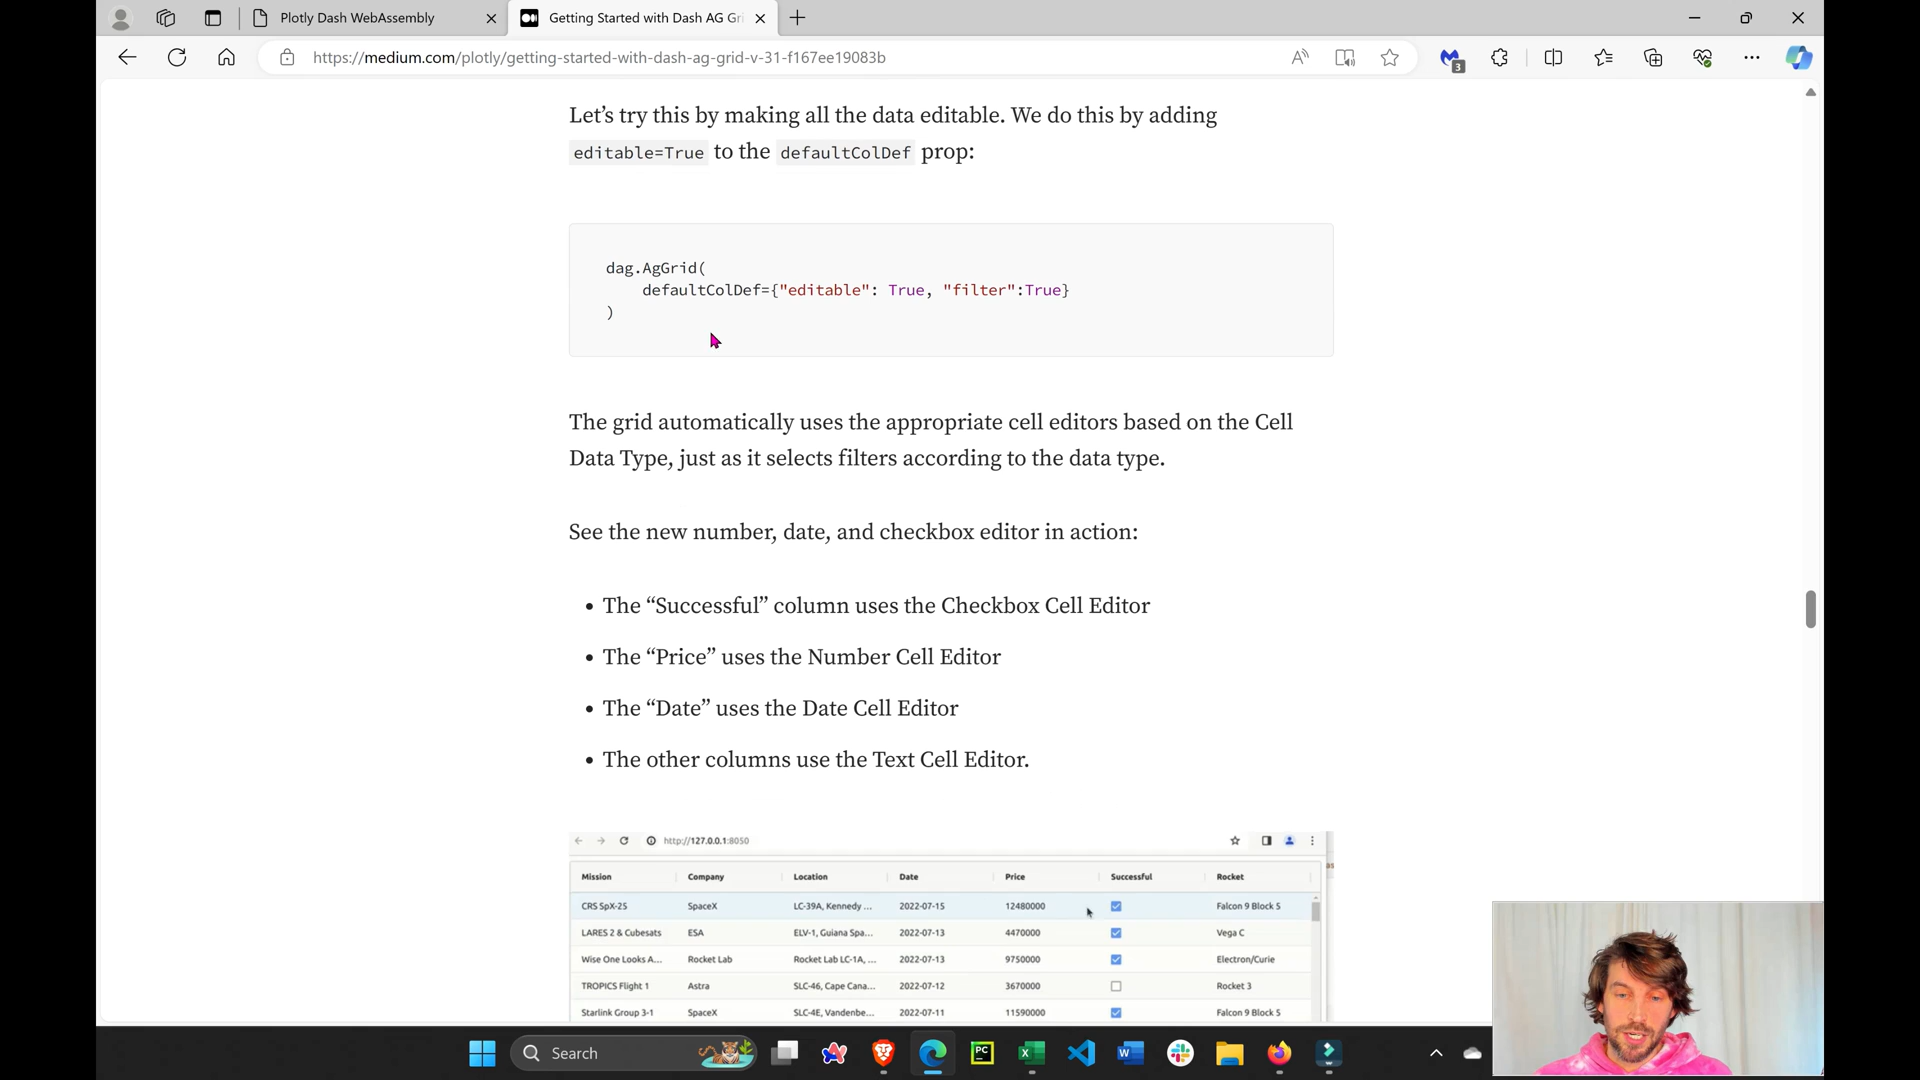 Plotly Dash WebAssembly
Getting Started with Dash AG Gri
https://medium.com/plotly/getting-started-with-dash-ag-grid-v-31-f167ee19083b
3
Let’s try this by making all the data editable. We do this by adding
editable=True to the defaultColDef prop:
dag.AgGrid(
defaultColDef={"editable": True, "filter":True}
)
The grid automatically uses the appropriate cell editors based on the Cell
Data Type, just as it selects filters according to the data type.
See the new number, date, and checkbox editor in action:
• The “Successful” column uses the Checkbox Cell Editor
• The “Price” uses the Number Cell Editor
• The “Date” uses the Date Cell Editor
• The other columns use the Text Cell Editor.
http://127.0.0.1:8050
Mission Company Location Date Price Successful Rocket
CRS SpX-25 SpaceX LC-39A, Kennedy ... 2022-07-15 12480000 Falcon 9 Block 5
LARES 2 & Cubesats ESA ELV-1, Guiana Spa... 2022-07-13 4470000 Vega C
Wise One Looks A... Rocket Lab Rocket Lab LC-1A, ... 2022-07-13 9750000 Electron/Curie
TROPICS Flight 1 Astra SLC-46, Cape Cana... 2022-07-12 3670000 Rocket 3
Starlink Group 3-1 SpaceX SLC-4E, Vandenbe... 2022-07-11 11590000 Falcon 9 Block 5
Search
PC